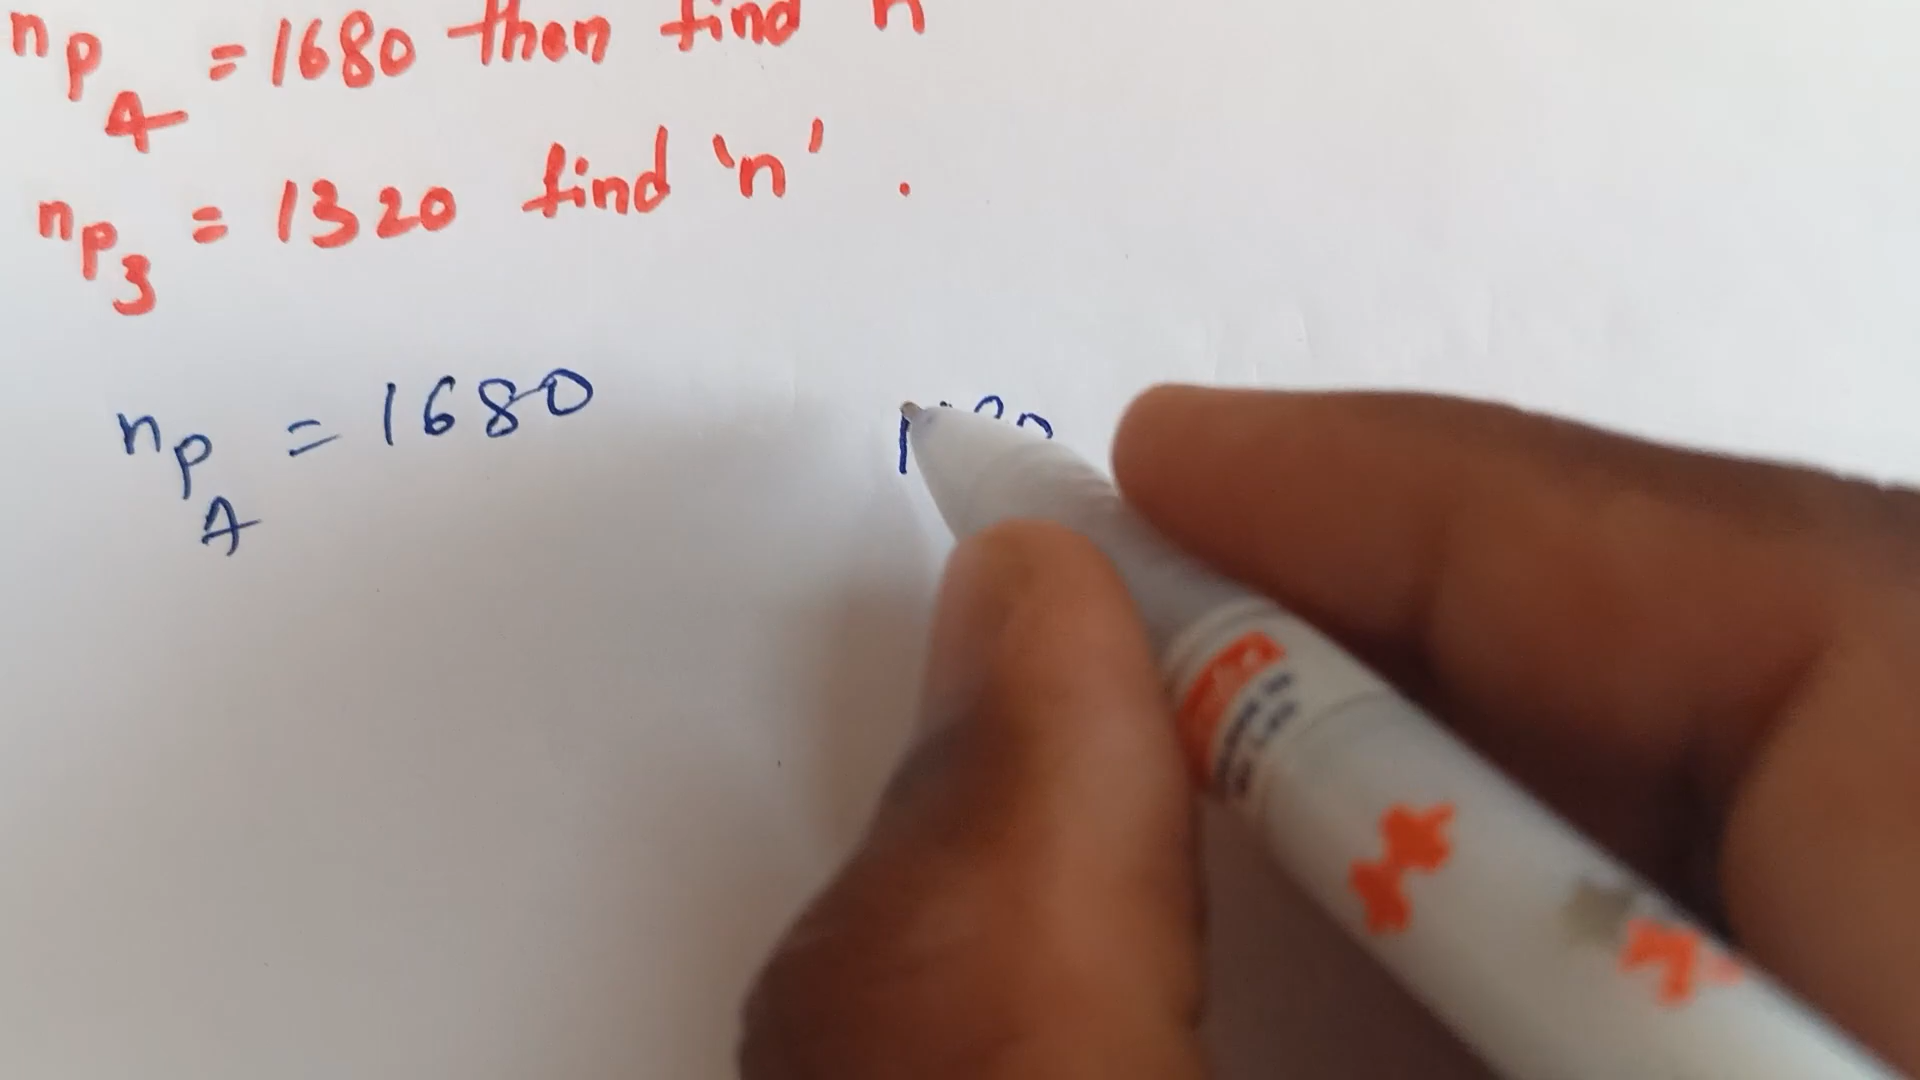 nP4 = 1680 then find n
nP3 = 1320 find 'n' .
nP4 = 1680